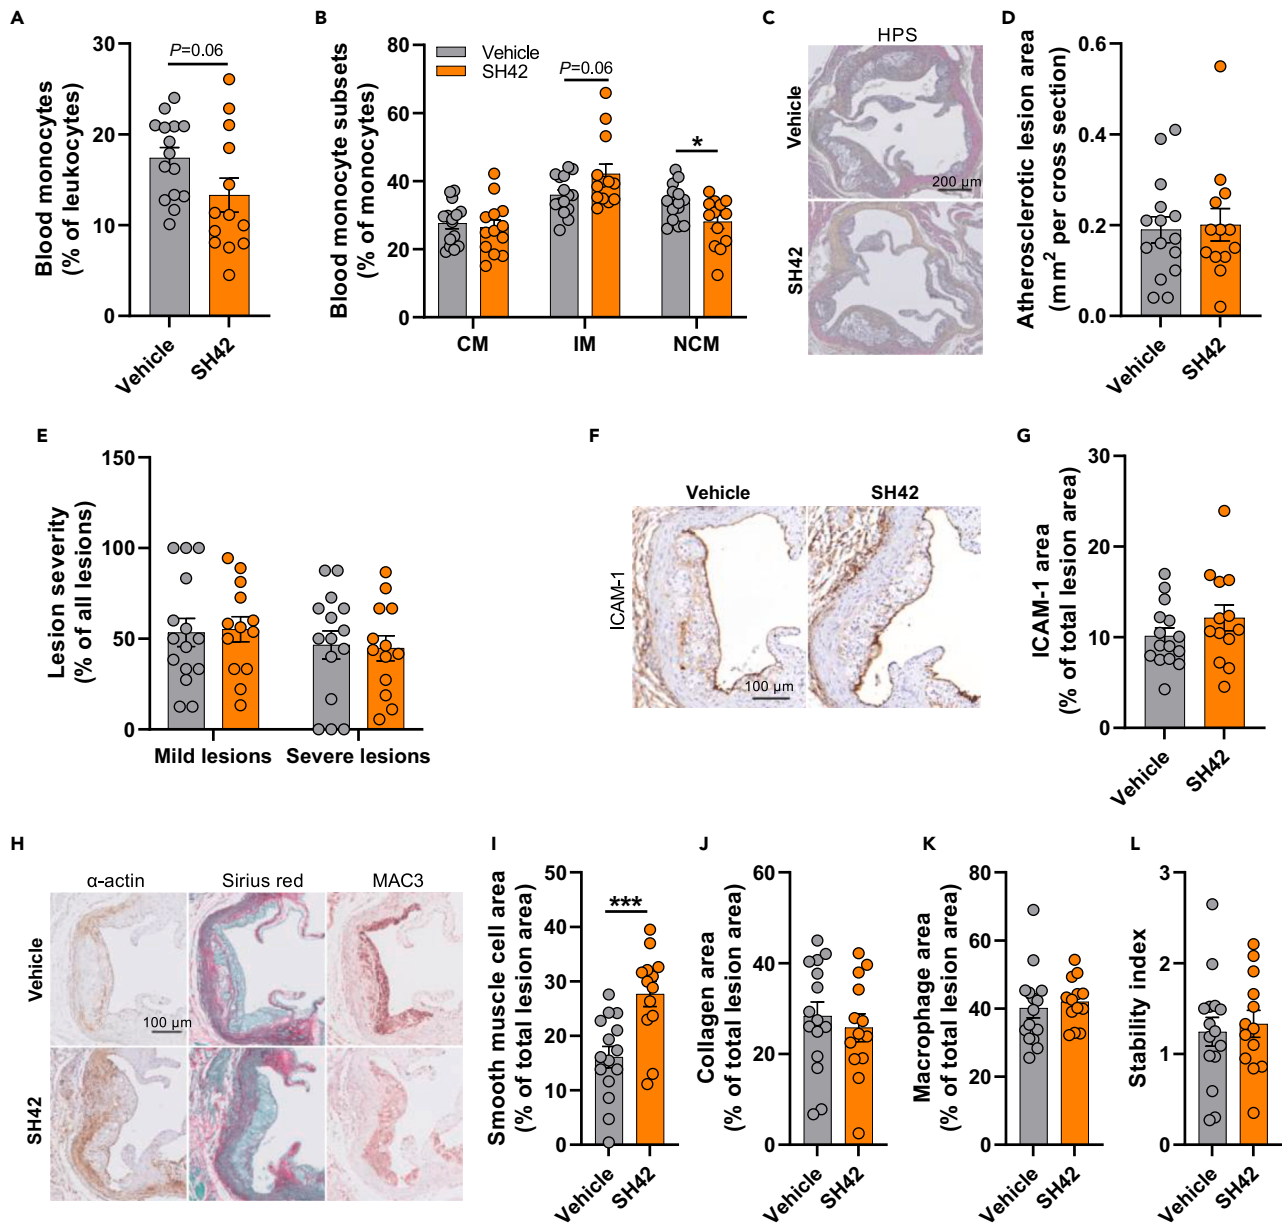 A
Blood monocytes
(% of leukocytes)
30
20
10
0
P=0.06
Vehicle
SH42
B
Blood monocyte subsets
(% of monocytes)
80
60
40
20
0
Vehicle
SH42
P=0.06
*
CM
IM
NCM
C
HPS
Vehicle
200 µm
SH42
D
Atherosclerotic lesion area
(mm² per cross section)
0.6
0.4
0.2
0.0
Vehicle
SH42
E
Lesion severity
(% of all lesions)
150
100
50
0
Mild lesions
Severe lesions
F
Vehicle
SH42
ICAM-1
100 µm
G
ICAM-1 area
(% of total lesion area)
30
20
10
0
Vehicle
SH42
H
α-actin
Sirius red
MAC3
Vehicle
100 µm
SH42
I
Smooth muscle cell area
(% of total lesion area)
50
40
30
20
10
0
***
Vehicle
SH42
J
Collagen area
(% of total lesion area)
60
40
20
0
Vehicle
SH42
K
Macrophage area
(% of total lesion area)
80
60
40
20
0
Vehicle
SH42
L
Stability index
3
2
1
0
Vehicle
SH42